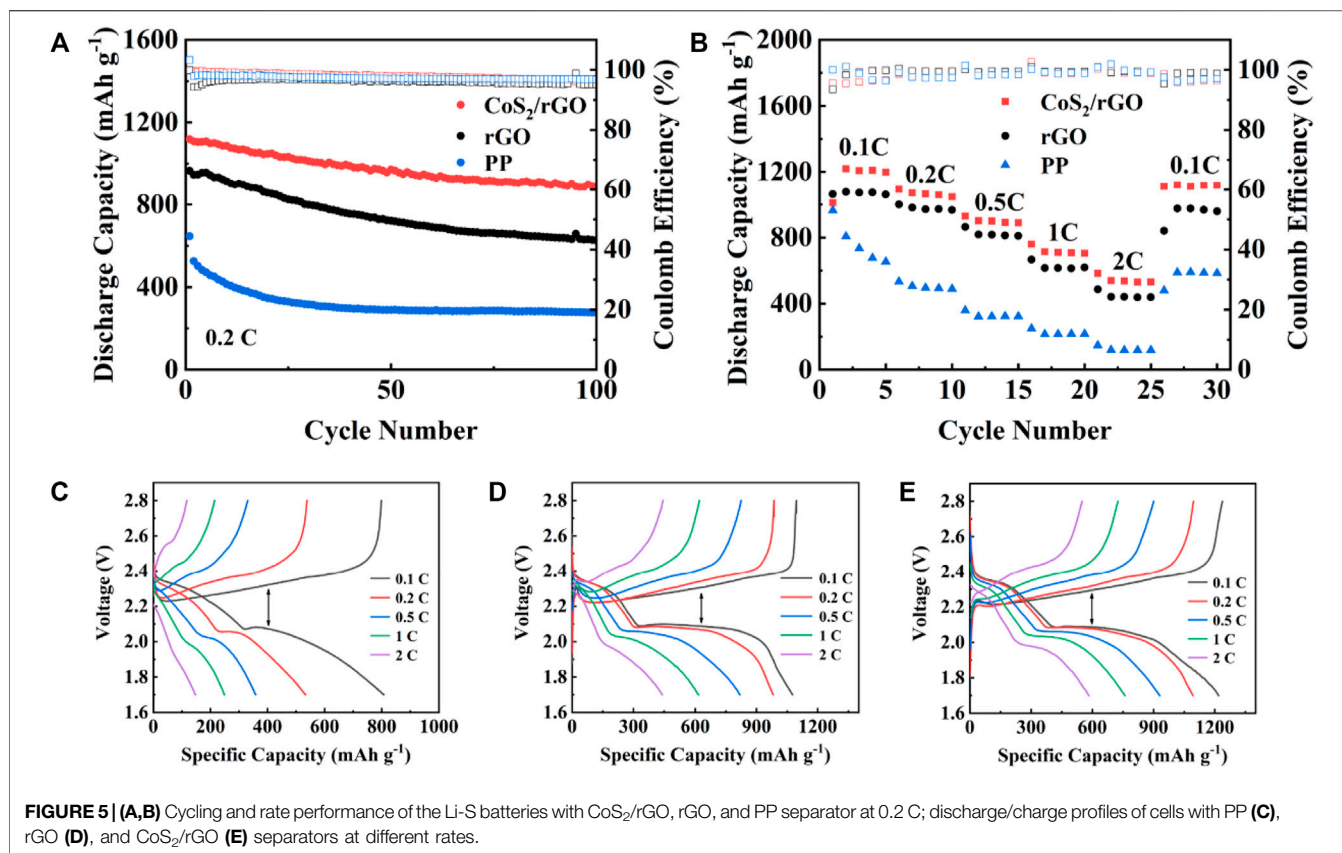 A
1600
1400
1200
1000
800
600
400
200
0
Discharge Capacity (mAh g⁻¹)
100
80
60
40
20
0
Coulomb Efficiency (%)
CoS₂/rGO
rGO
PP
0.2 C
0
50
100
Cycle Number
B
2000
1800
1600
1400
1200
1000
800
600
400
200
0
Discharge Capacity (mAh g⁻¹)
100
80
60
40
20
0
Coulomb Efficiency (%)
CoS₂/rGO
rGO
PP
0.1C
0.2C
0.5C
1C
2C
0.1C
0
5
10
15
20
25
30
Cycle Number
C
2.8
2.4
2.2
2.0
1.8
1.6
Voltage (V)
0.1 C
0.2 C
0.5 C
1 C
2 C
0
200
400
600
800
1000
Specific Capacity (mAh g⁻¹)
D
2.8
2.6
2.4
2.2
2.0
1.8
1.6
Voltage (V)
0.1 C
0.2 C
0.5 C
1 C
2 C
0
300
600
900
1200
Specific Capacity (mAh g⁻¹)
E
2.8
2.6
2.4
2.2
2.0
1.8
1.6
Voltage (V)
0.1 C
0.2 C
0.5 C
1 C
2 C
0
300
600
900
1200
Specific Capacity (mAh g⁻¹)
FIGURE 5 | (A,B) Cycling and rate performance of the Li-S batteries with CoS₂/rGO, rGO, and PP separator at 0.2 C; discharge/charge profiles of cells with PP (C),
rGO (D), and CoS₂/rGO (E) separators at different rates.